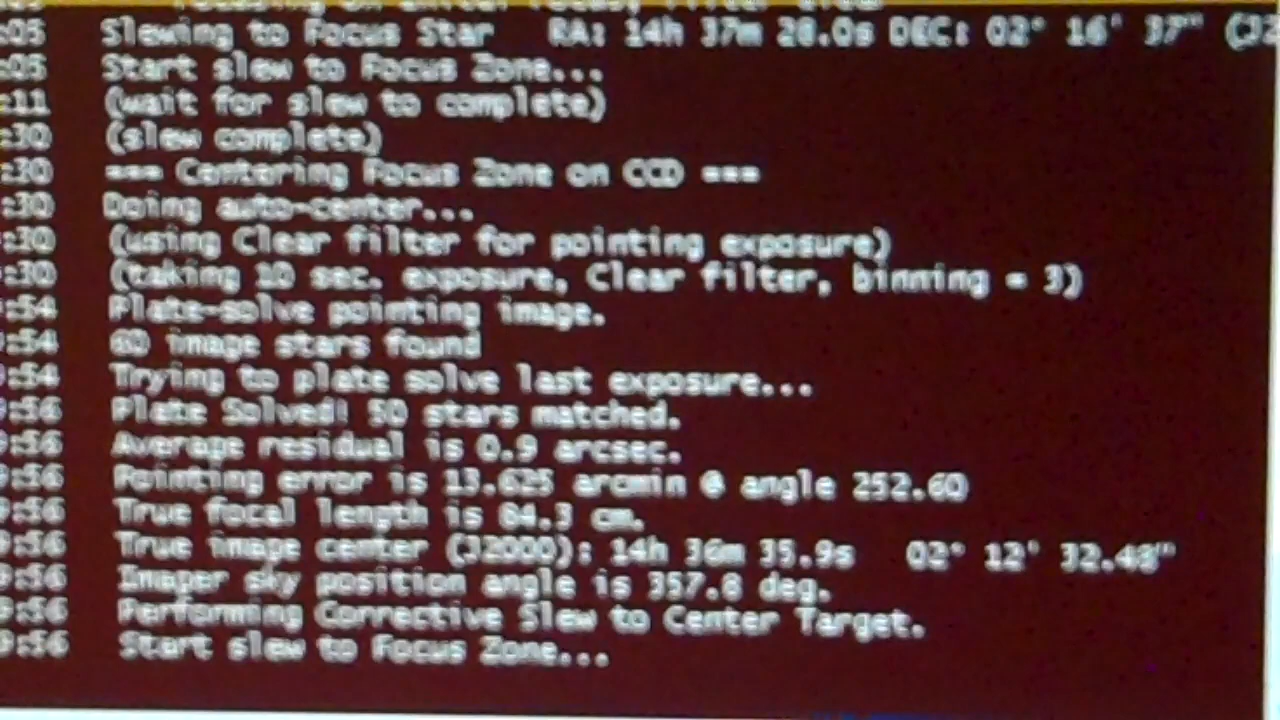 :05 Slewing to Focus Star RA: 14h 37m 28.0s DEC: 02° 16' 37" (J2
:05 Start slew to Focus Zone...
:11 (wait for slew to complete)
:30 (slew complete)
:30 === Centering Focus Zone on CCD ===
:30 Doing auto-center...
:30 (using Clear filter for pointing exposure)
:30 (taking 10 sec. exposure, Clear filter, binning = 3)
:54 Plate-solve pointing image.
:54 image stars found
:54 Trying to plate solve last exposure...
:56 Plate Solved! 50 stars matched.
:56 Average residual is 0.9 arcsec.
:56 Pointing error is 13.625 arcmin @ angle 252.60
:56 True focal length is 84.3 cm.
:56 True image center (J2000): 14h 36m 35.9s 02° 12' 32.48"
:56 Imager sky position angle is 357.8 deg.
:56 Performing Corrective Slew to Center Target.
:56 Start slew to Focus Zone...